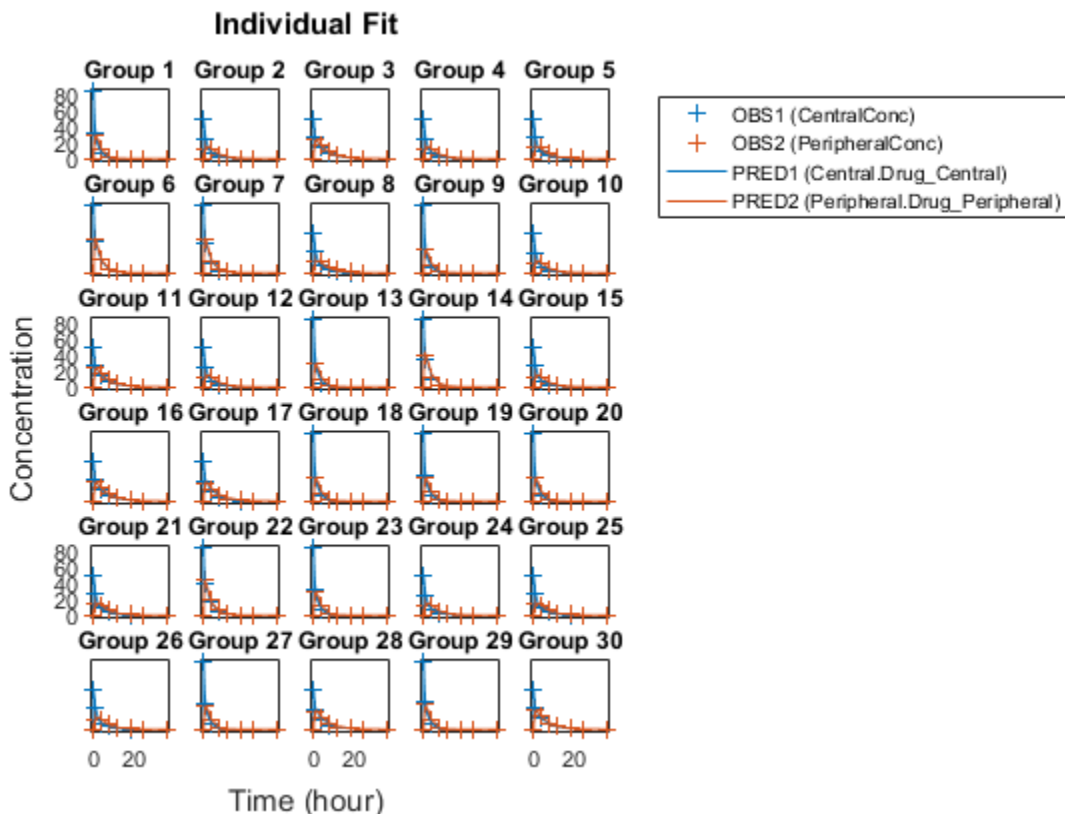 Individual Fit
Group 1 Group 2 Group 3 Group 4 Group 5
80
60
40
20
0
OBS1 (CentralConc)
OBS2 (PeripheralConc)
PRED1 (Central.Drug_Central)
PRED2 (Peripheral.Drug_Peripheral)
Group 6 Group 7 Group 8 Group 9 Group 10
Group 11 Group 12 Group 13 Group 14 Group 15
80
60
40
20
0
Concentration
Group 16 Group 17 Group 18 Group 19 Group 20
Group 21 Group 22 Group 23 Group 24 Group 25
80
60
40
20
0
Group 26 Group 27 Group 28 Group 29 Group 30
0 20 0 20 0 20
Time (hour)